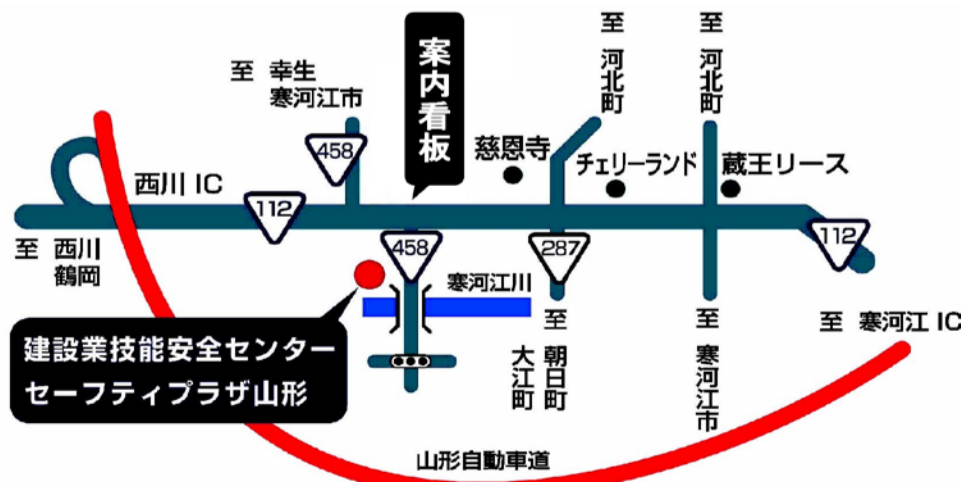 至 幸生
寒河江市
案内看板
至 河北町
至 河北町
458
慈恩寺
チェリーランド
蔵王リース
西川 IC
112
458
287
112
至 西川
鶴岡
寒河江川
建設業技能安全センター
セーフティプラザ山形
至 朝日町
大江町
至 寒河江市
至 寒河江 IC
山形自動車道